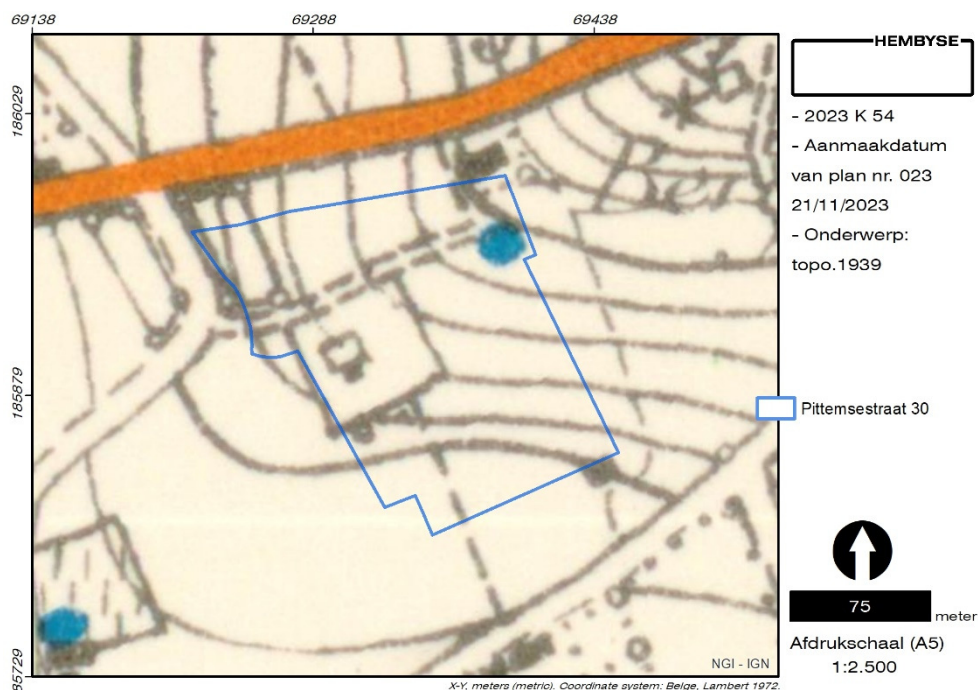 69138
69288
69438
186029
185879
85729
HEMBYSE
- 2023 K 54
- Aanmaakdatum
van plan nr. 023
21/11/2023
- Onderwerp:
topo.1939
Pittemsestraat 30
75
meter
Afdrukschaal (A5)
1:2.500
NGI - IGN
X-Y, meters (metric). Coordinate system: Belge, Lambert 1972.